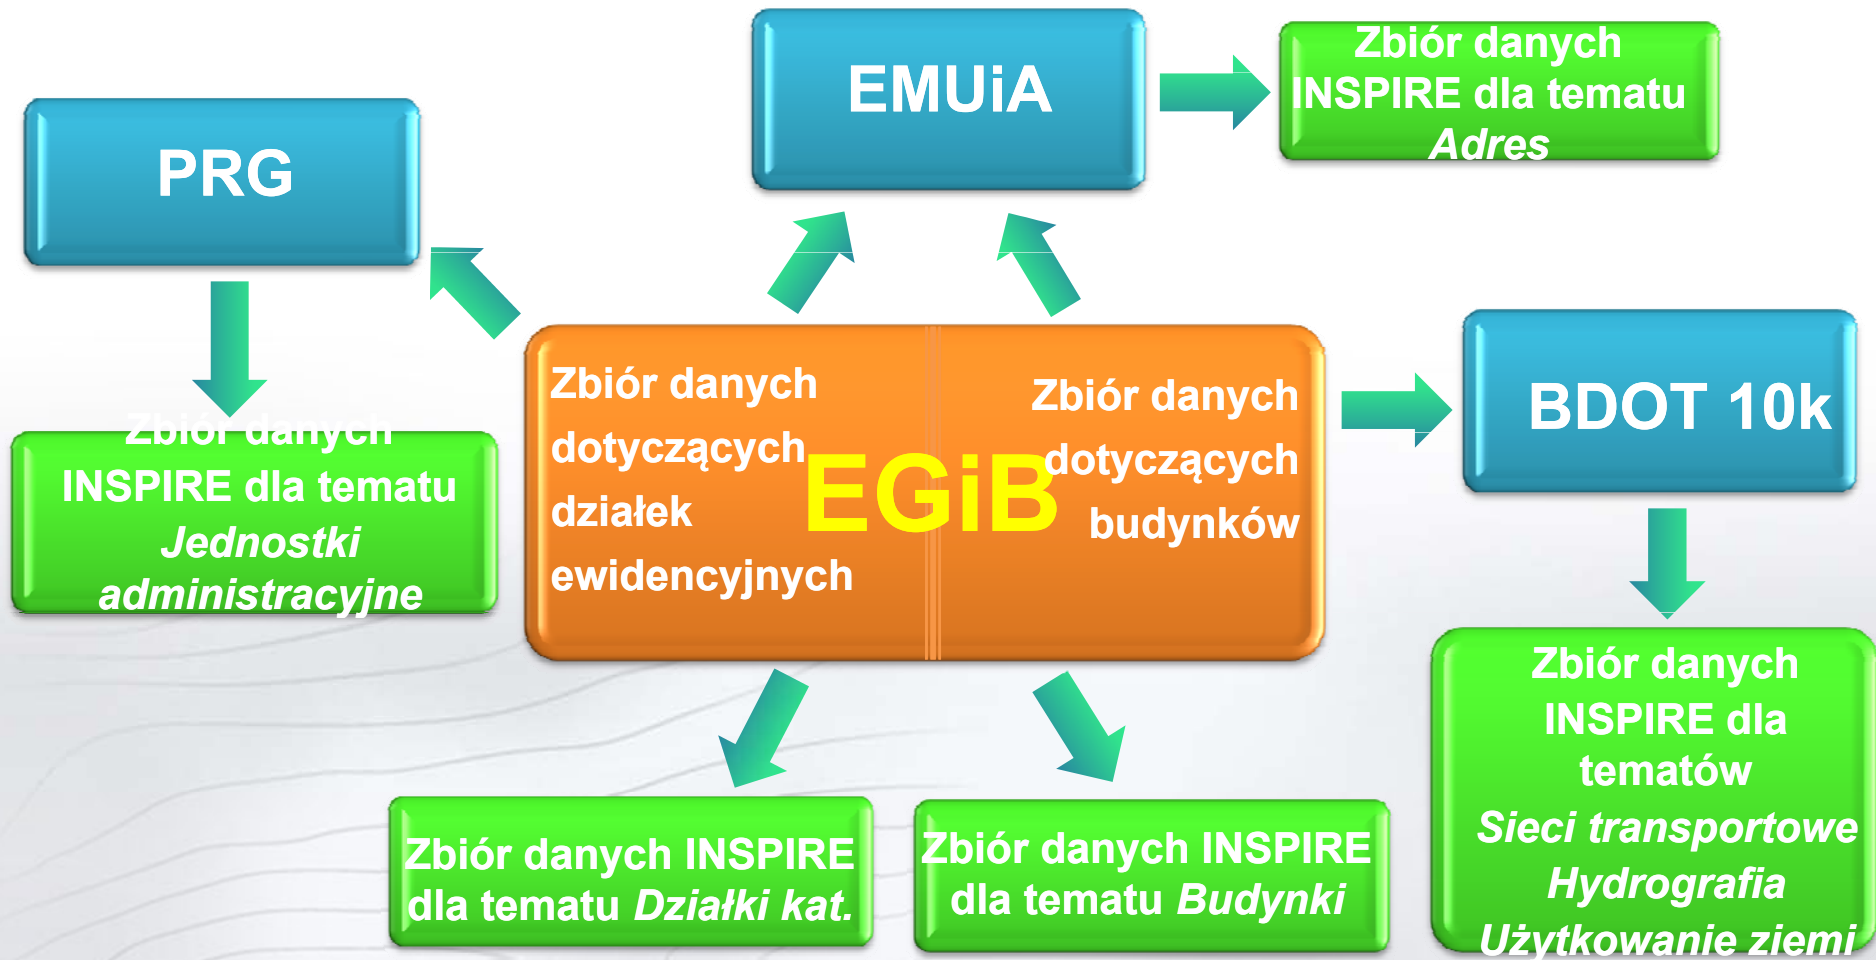 EMUiA
Zbiór danych
INSPIRE dla tematu
Adres
PRG
Zbiór danych
INSPIRE dla tematu
Jednostki
administracyjne
Zbiór danych
dotyczących
działek
ewidencyjnych
EGiB
Zbiór danych
dotyczących
budynków
BDOT 10k
Zbiór danych
INSPIRE dla
tematów
Sieci transportowe
Hydrografia
Użytkowanie ziemi
Zbiór danych INSPIRE
dla tematu Działki kat.
Zbiór danych INSPIRE
dla tematu Budynki